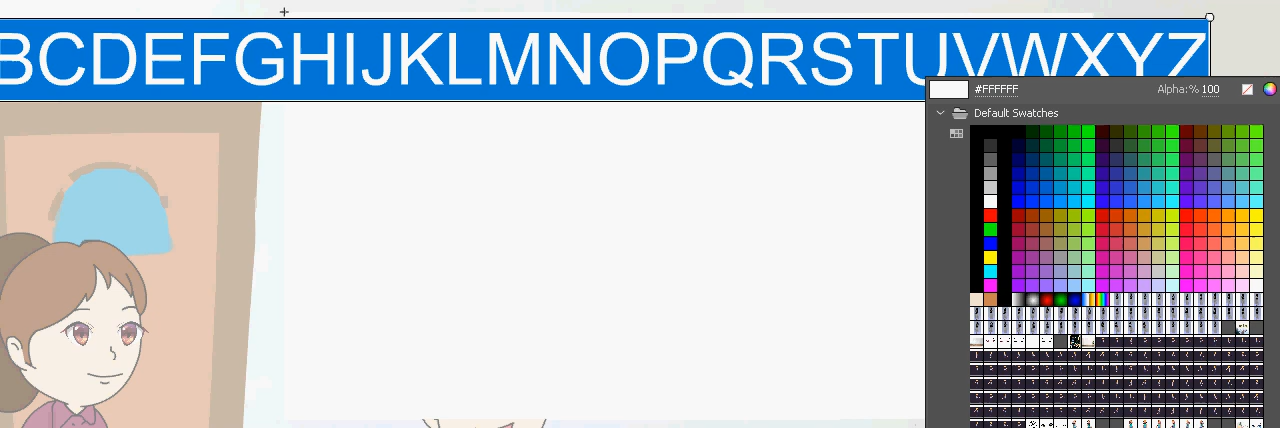 BCDEFGHIJKLMNOPQRSTUVWXYZ
#FFFFFF
Alpha:% 100
Default Swatches